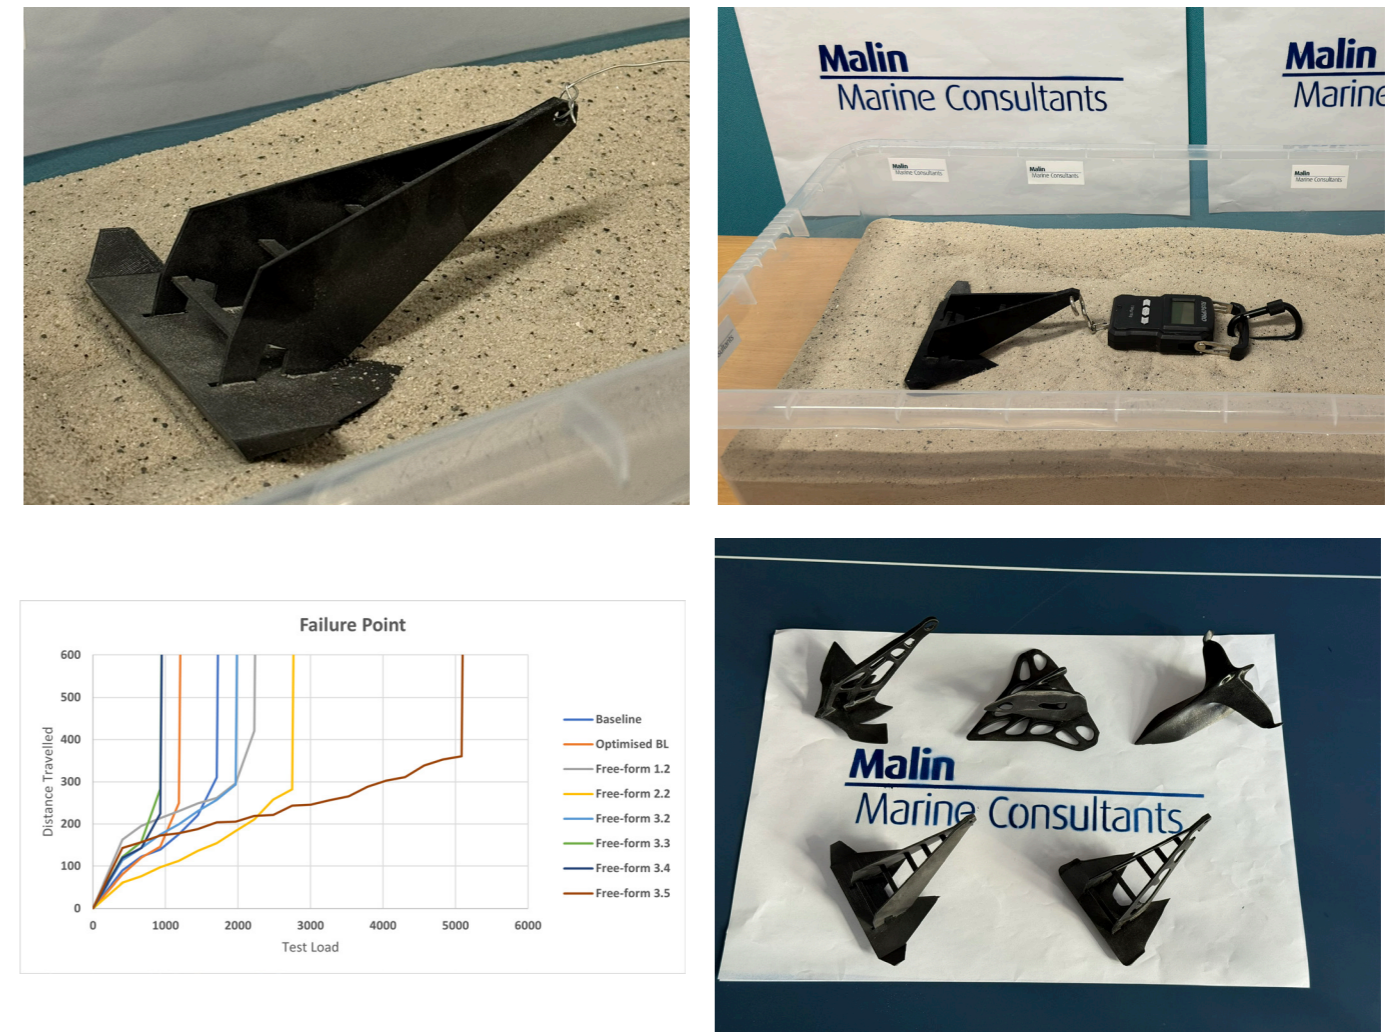 Malin
Marine Consultants
Malin
Marine
Malin
Marine Consultants
Malin
Marine Consultants
Malin
Marine Consultants
Failure Point
600
500
400
300
200
100
0
0 1000 2000 3000 4000 5000 6000
Distance Travelled
Test Load
Baseline
Optimised BL
Free-form 1.2
Free-form 2.2
Free-form 3.2
Free-form 3.3
Free-form 3.4
Free-form 3.5
Malin
Marine Consultants